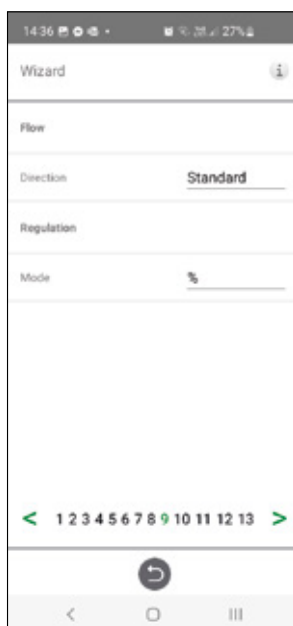 14:36 27%
Wizard i
Flow
Direction Standard
Regulation
Mode %
< 1 2 3 4 5 6 7 8 9 10 11 12 13 >